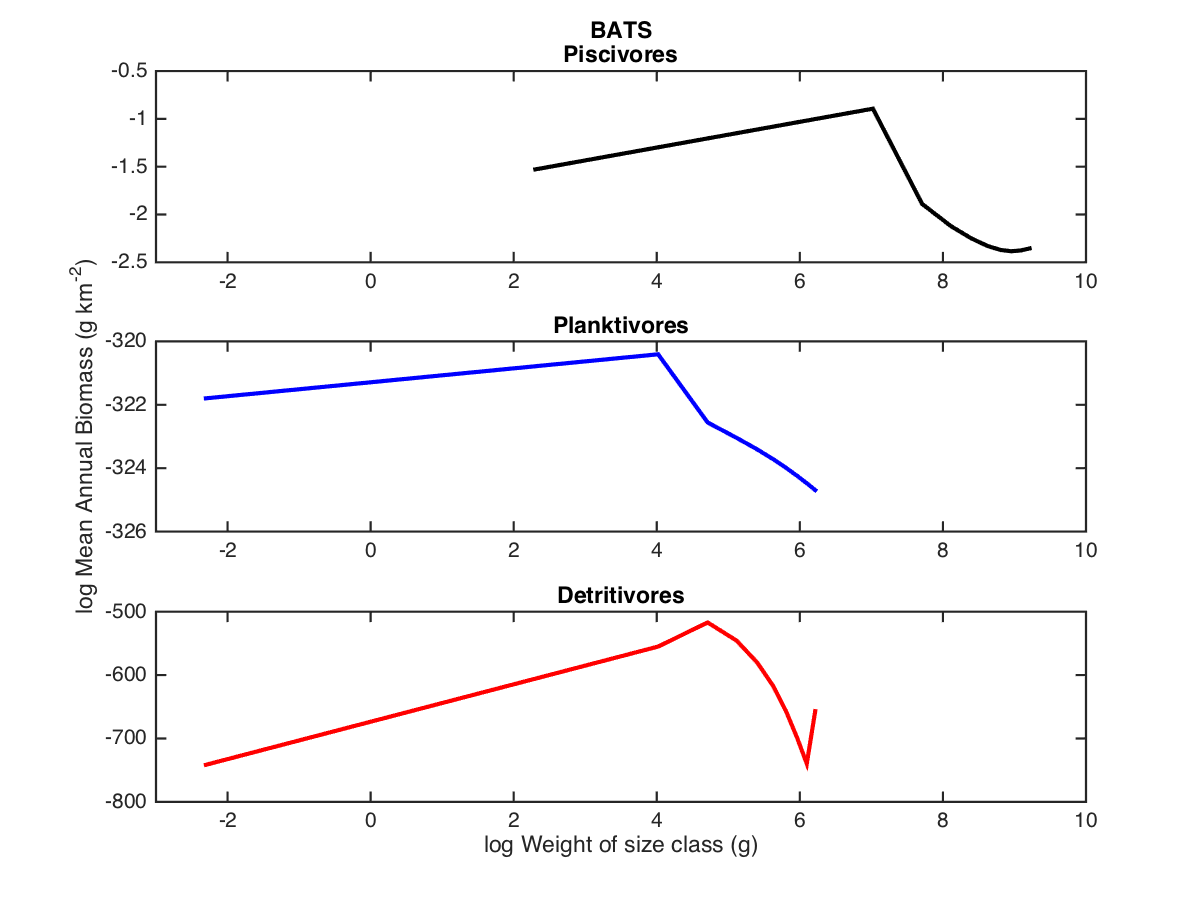 BATS
Piscivores
-0.5
-1
-1.5
-2
-2.5
-2 0 2 4 6 8 10
Planktivores
-320
-322
-324
-326
-2 0 2 4 6 8 10
log Mean Annual Biomass (g km-2)
Detritivores
-500
-600
-700
-800
-2 0 2 4 6 8 10
log Weight of size class (g)